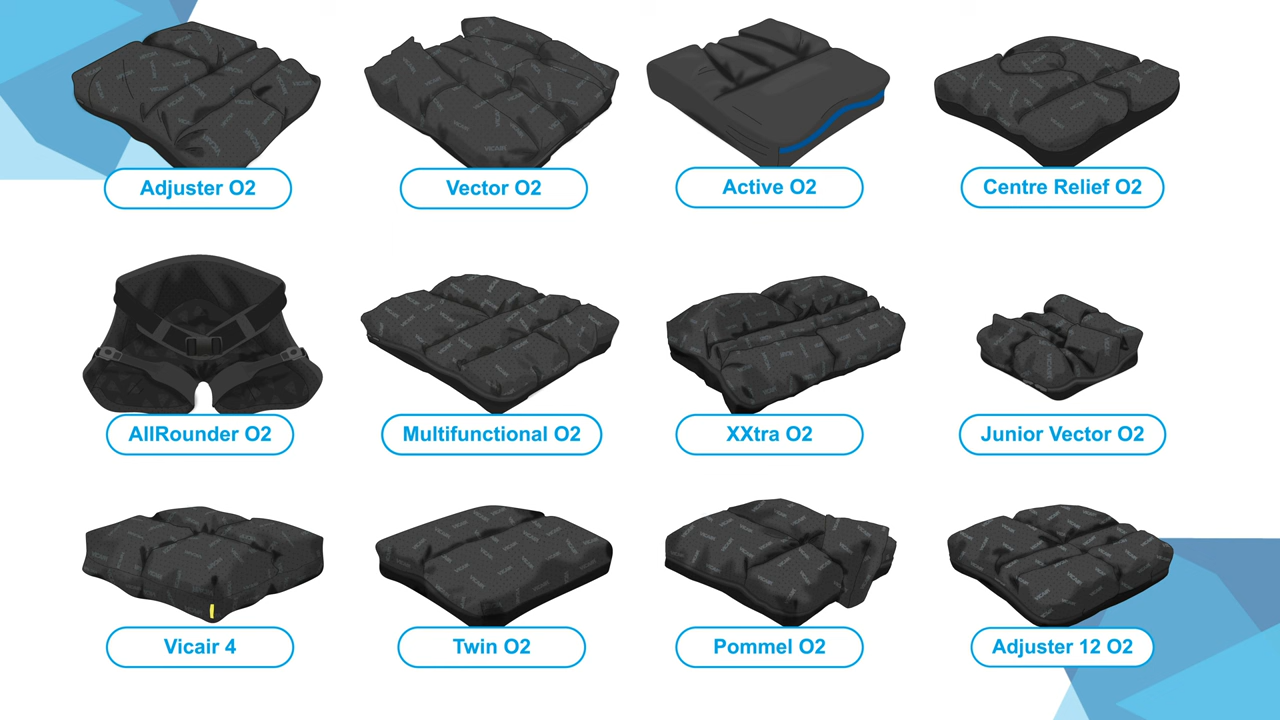 Adjuster O2
Vector O2
Active O2
Centre Relief O2
AllRounder O2
Multifunctional O2
XXtra O2
Junior Vector O2
Vicair 4
Twin O2
Pommel O2
Adjuster 12 O2